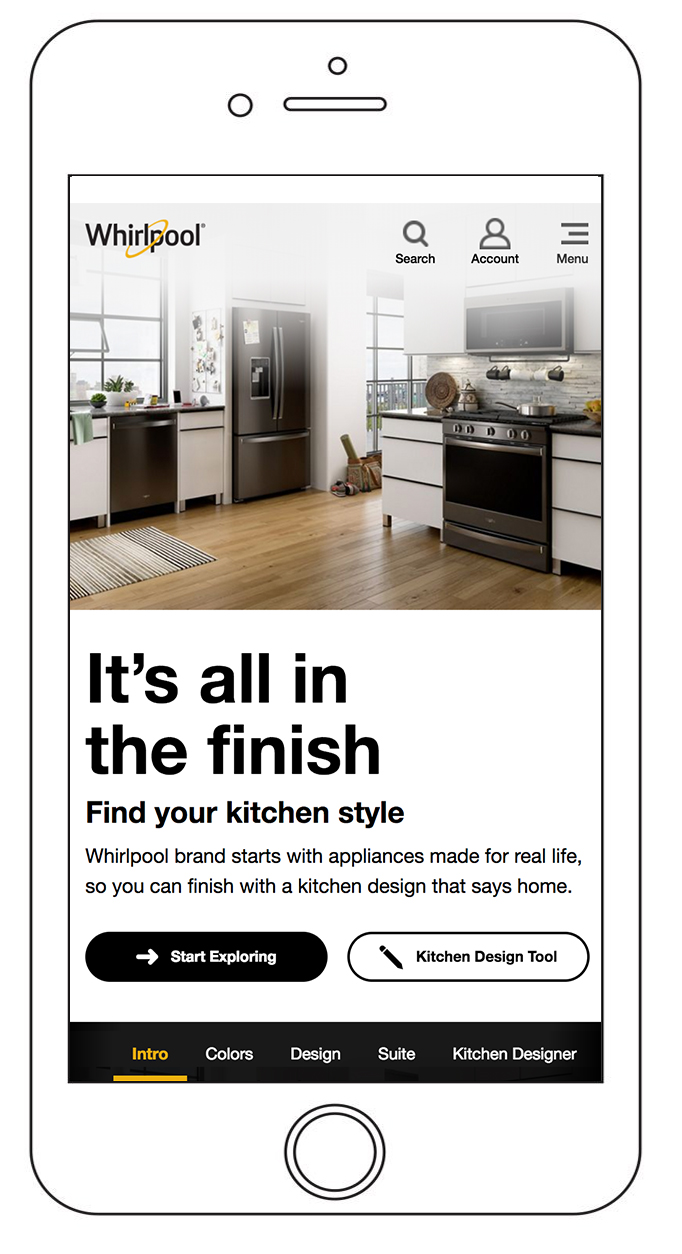 Whirlpool®
Search Account Menu
It’s all in
the finish
Find your kitchen style
Whirlpool brand starts with appliances made for real life,
so you can finish with a kitchen design that says home.
Start Exploring
Kitchen Design Tool
Intro Colors Design Suite Kitchen Designer